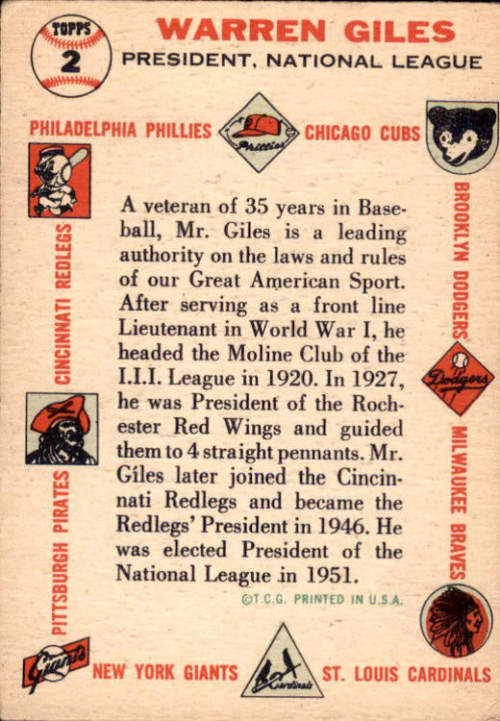 TOPPS
2
WARREN GILES
PRESIDENT, NATIONAL LEAGUE
PHILADELPHIA PHILLIES
Phillies
CHICAGO CUBS
CINCINNATI REDLEGS
BROOKLYN DODGERS
Dodgers
A veteran of 35 years in Base-
ball, Mr. Giles is a leading
authority on the laws and rules
of our Great American Sport.
After serving as a front line
Lieutenant in World War I, he
headed the Moline Club of the
I.I.I. League in 1920. In 1927,
he was President of the Roch-
ester Red Wings and guided
them to 4 straight pennants. Mr.
Giles later joined the Cincin-
nati Redlegs and became the
Redlegs' President in 1946. He
was elected President of the
National League in 1951.
©T.C.G. PRINTED IN U.S.A.
PITTSBURGH PIRATES
MILWAUKEE BRAVES
Giants
NEW YORK GIANTS
Cardinals
ST. LOUIS CARDINALS